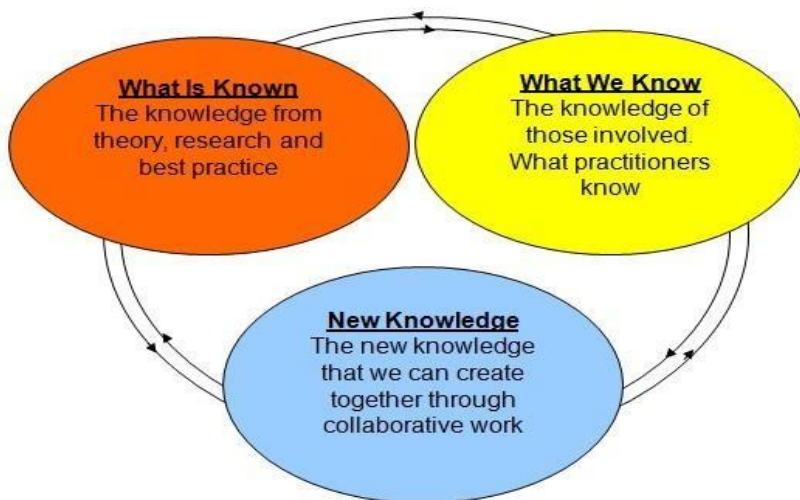 What Is Known
The knowledge from
theory, research and
best practice
What We Know
The knowledge of
those involved.
What practitioners
know
New Knowledge
The new knowledge
that we can create
together through
collaborative work